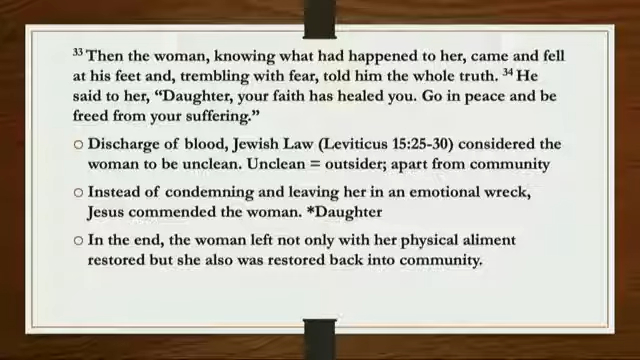 ³³ Then the woman, knowing what had happened to her, came and fell
at his feet and, trembling with fear, told him the whole truth. ³⁴ He
said to her, “Daughter, your faith has healed you. Go in peace and be
freed from your suffering.”
○ Discharge of blood, Jewish Law (Leviticus 15:25-30) considered the
woman to be unclean. Unclean = outsider; apart from community
○ Instead of condemning and leaving her in an emotional wreck,
Jesus commended the woman. *Daughter
○ In the end, the woman left not only with her physical aliment
restored but she also was restored back into community.